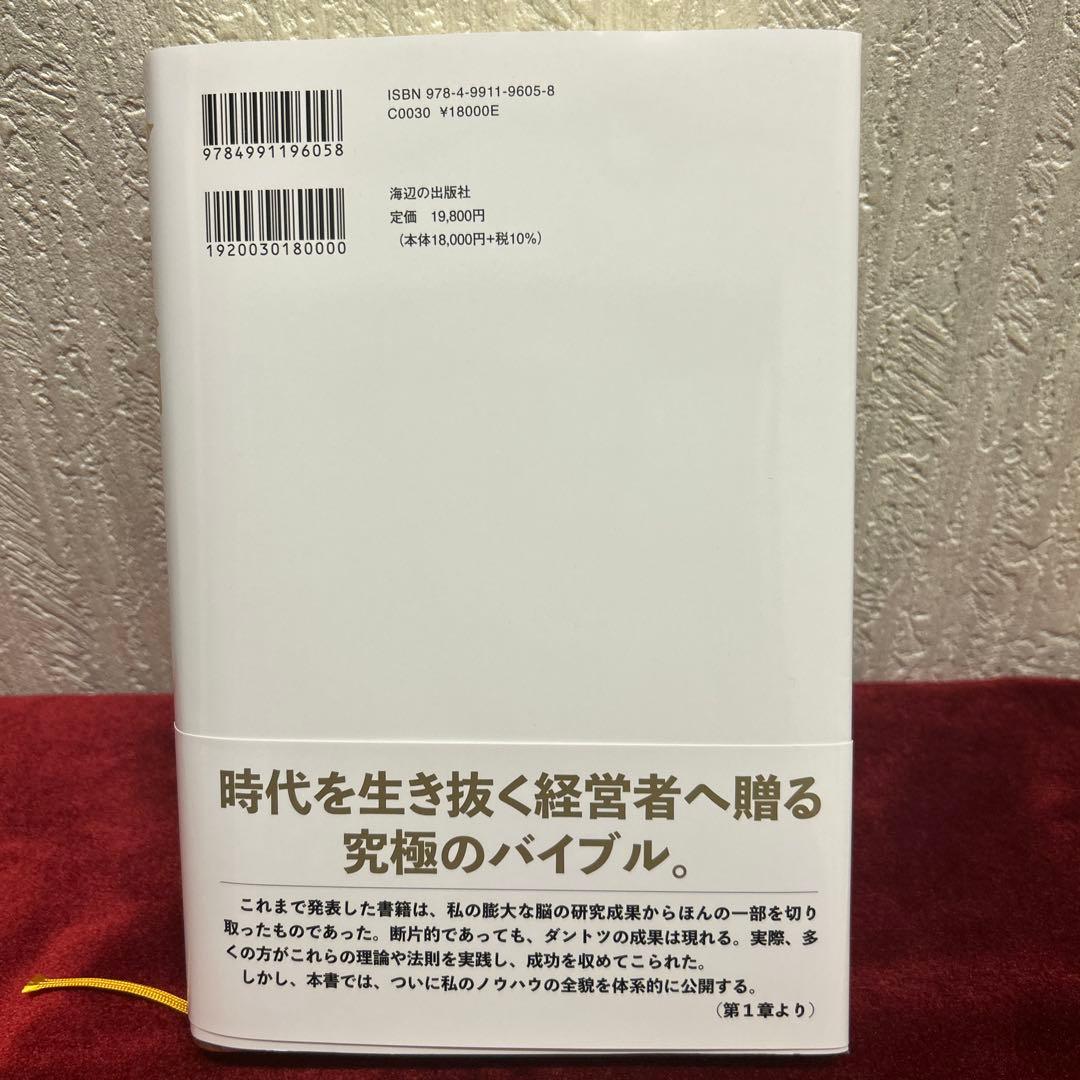 ISBN 978-4-9911-9605-8
C0030 ¥18000E
9784991196058
海辺の出版社
定価 19,800円
（本体18,000円+税10%）
1920030180000
時代を生き抜く経営者へ贈る
究極のバイブル。
これまで発表した書籍は、私の膨大な脳の研究成果からほんの一部を切り
取ったものであった。断片的であっても、ダントツの成果は現れる。実際、多
くの方がこれらの理論や法則を実践し、成功を収めてこられた。
しかし、本書では、ついに私のノウハウの全貌を体系的に公開する。
（第１章より）